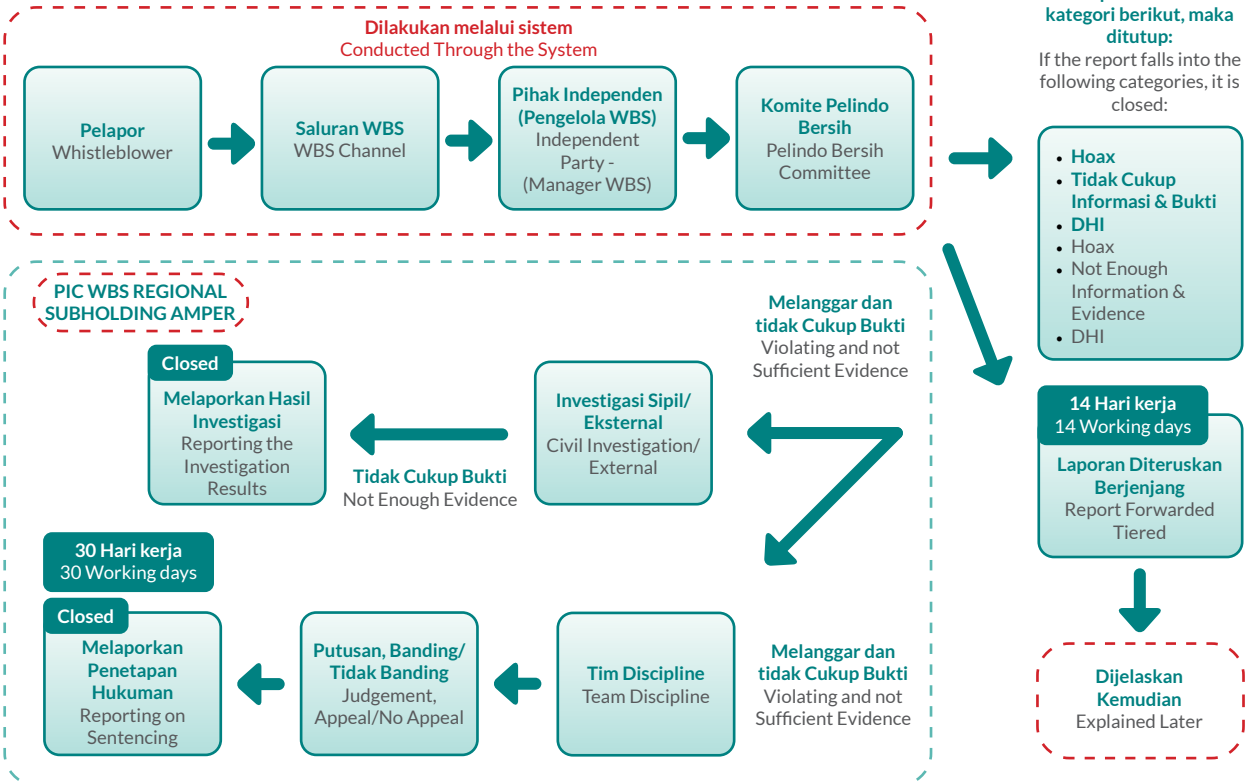 Dilakukan melalui sistem
Conducted Through the System
Pelapor
Whistleblower
Saluran WBS
WBS Channel
Pihak Independen
(Pengelola WBS)
Independent
Party -
(Manager WBS)
Komite Pelindo
Bersih
Pelindo Bersih
Committee
kategori berikut, maka
ditutup:
If the report falls into the
following categories, it is
closed:
• Hoax
• Tidak Cukup
Informasi & Bukti
• DHI
• Hoax
• Not Enough
Information &
Evidence
• DHI
14 Hari kerja
14 Working days
Laporan Diteruskan
Berjenjang
Report Forwarded
Tiered
Dijelaskan
Kemudian
Explained Later
PIC WBS REGIONAL
SUBHOLDING AMPER
Melanggar dan
tidak Cukup Bukti
Violating and not
Sufficient Evidence
Investigasi Sipil/
Eksternal
Civil Investigation/
External
Tidak Cukup Bukti
Not Enough Evidence
Closed
Melaporkan Hasil
Investigasi
Reporting the
Investigation
Results
Melanggar dan
tidak Cukup Bukti
Violating and not
Sufficient Evidence
Tim Discipline
Team Discipline
Putusan, Banding/
Tidak Banding
Judgement,
Appeal/No Appeal
30 Hari kerja
30 Working days
Closed
Melaporkan
Penetapan
Hukuman
Reporting on
Sentencing